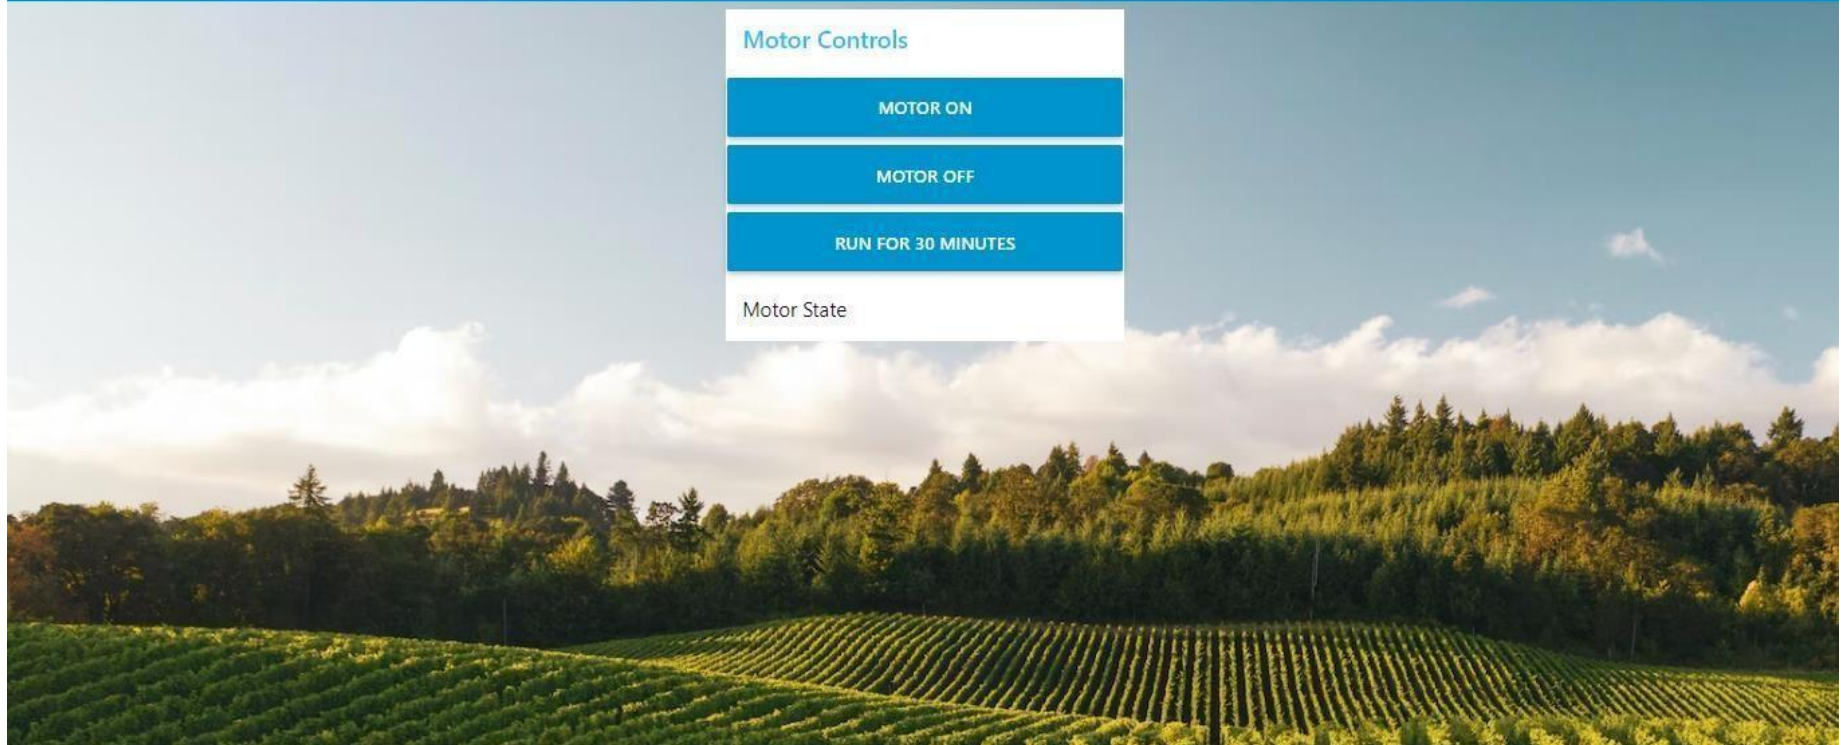 Motor Controls
MOTOR ON
MOTOR OFF
RUN FOR 30 MINUTES
Motor State